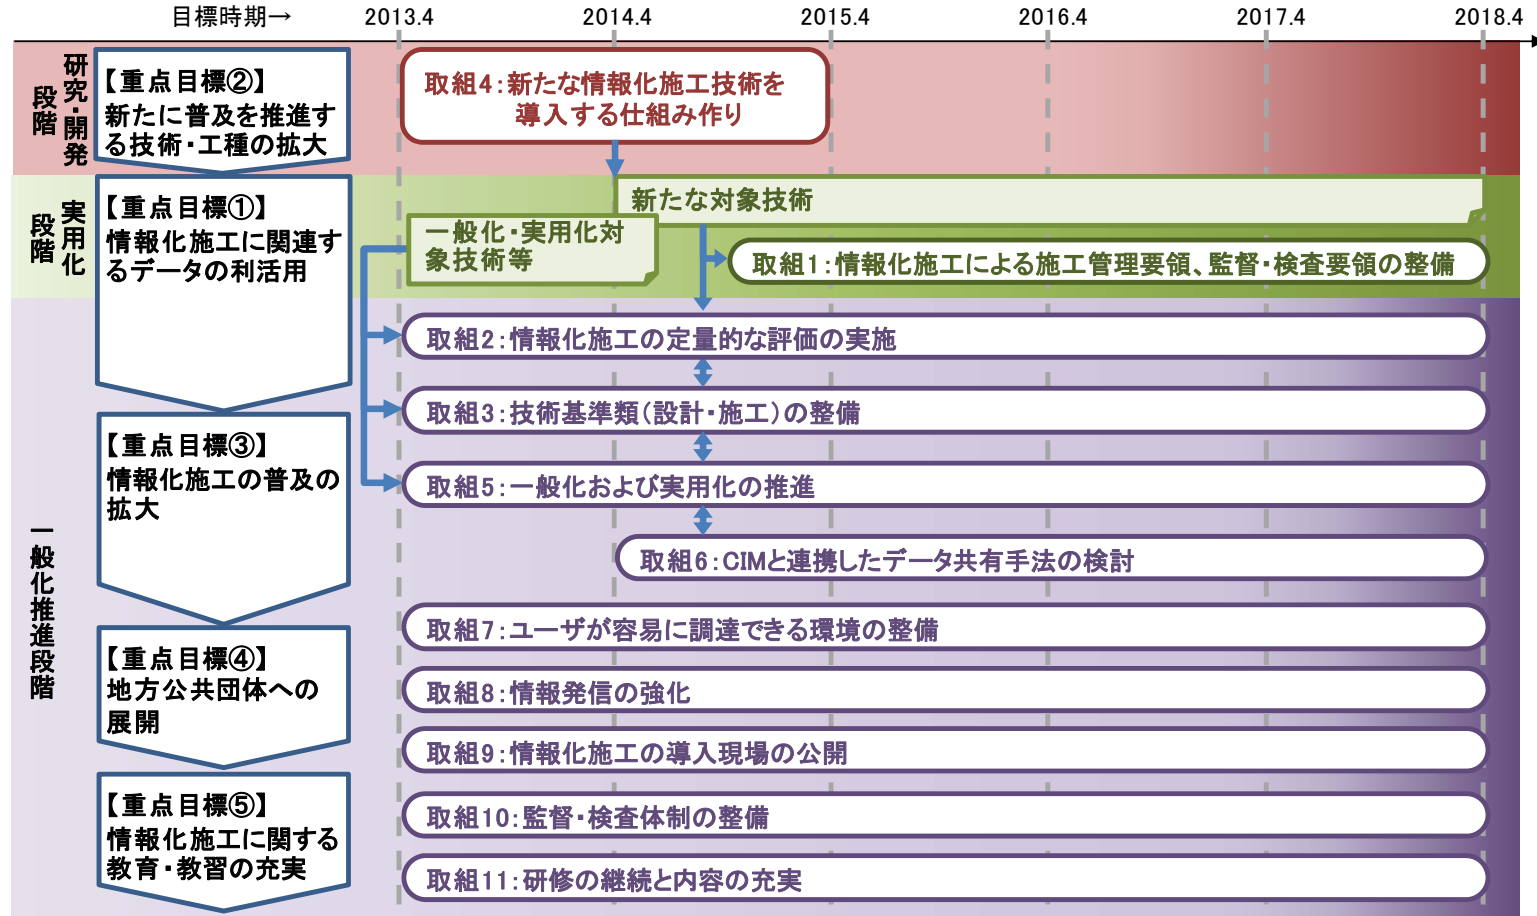 目標時期→
2013.4
2014.4
2015.4
2016.4
2017.4
2018.4
研究・開発
段階
【重点目標②】
新たに普及を推進す
る技術・工種の拡大
取組4：新たな情報化施工技術を
導入する仕組み作り
実用化
段階
【重点目標①】
情報化施工に関連す
るデータの利活用
新たな対象技術
一般化・実用化対
象技術等
取組1：情報化施工による施工管理要領、監督・検査要領の整備
取組2：情報化施工の定量的な評価の実施
取組3：技術基準類（設計・施工）の整備
一般化推進段階
【重点目標③】
情報化施工の普及の
拡大
取組5：一般化および実用化の推進
取組6：CIMと連携したデータ共有手法の検討
取組7：ユーザが容易に調達できる環境の整備
【重点目標④】
地方公共団体への
展開
取組8：情報発信の強化
取組9：情報化施工の導入現場の公開
【重点目標⑤】
情報化施工に関する
教育・教習の充実
取組10：監督・検査体制の整備
取組11：研修の継続と内容の充実